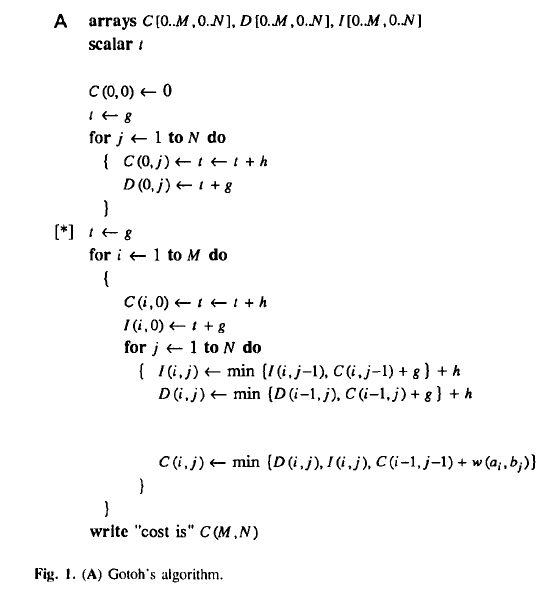 A arrays C[0..M,0..N], D[0..M,0..N], I[0..M,0..N]
scalar t
C(0,0) ← 0
t ← g
for j ← 1 to N do
{ C(0,j) ← t ← t + h
D(0,j) ← t + g
}
[*] t ← g
for i ← 1 to M do
{
C(i,0) ← t ← t + h
I(i,0) ← t + g
for j ← 1 to N do
{ I(i,j) ← min {I(i,j−1), C(i,j−1) + g} + h
D(i,j) ← min {D(i−1,j), C(i−1,j) + g} + h
C(i,j) ← min {D(i,j), I(i,j), C(i−1,j−1) + w(aᵢ,bⱼ)}
}
}
write "cost is" C(M,N)
Fig. 1. (A) Gotoh's algorithm.